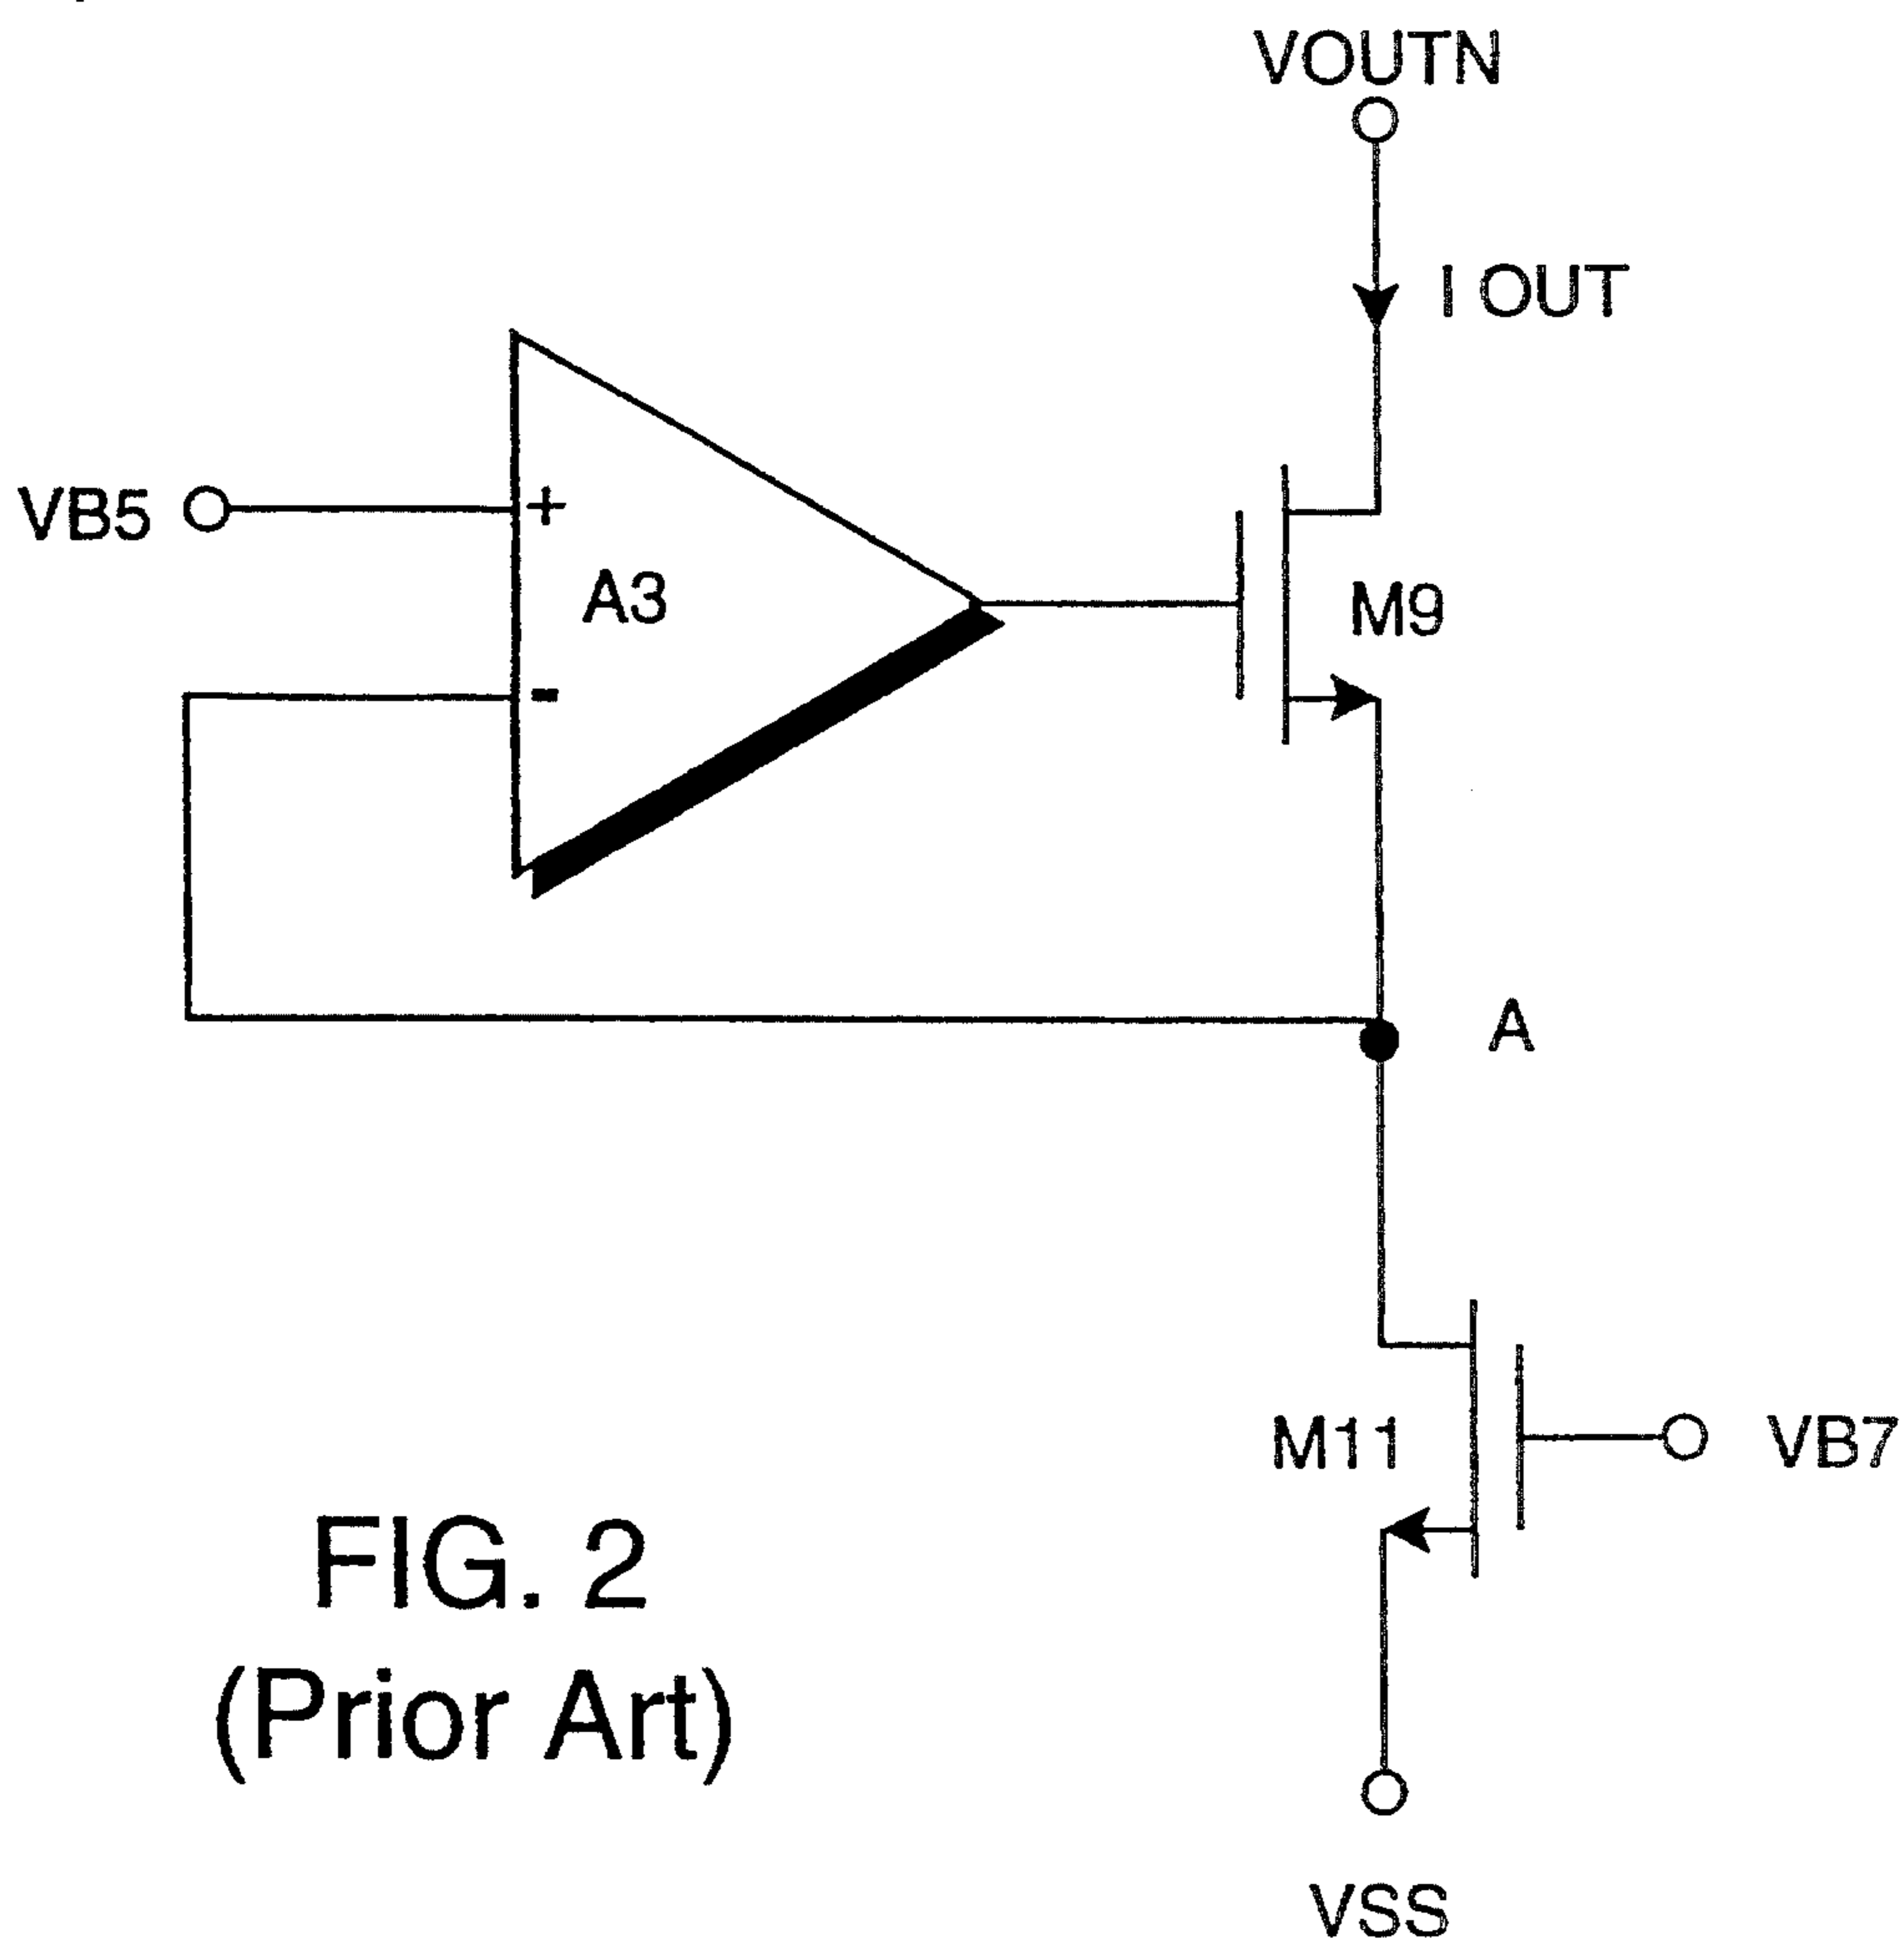 VOUTN
I OUT
VB5
+
A3
-
M9
A
M11
VB7
FIG. 2
(Prior Art)
VSS